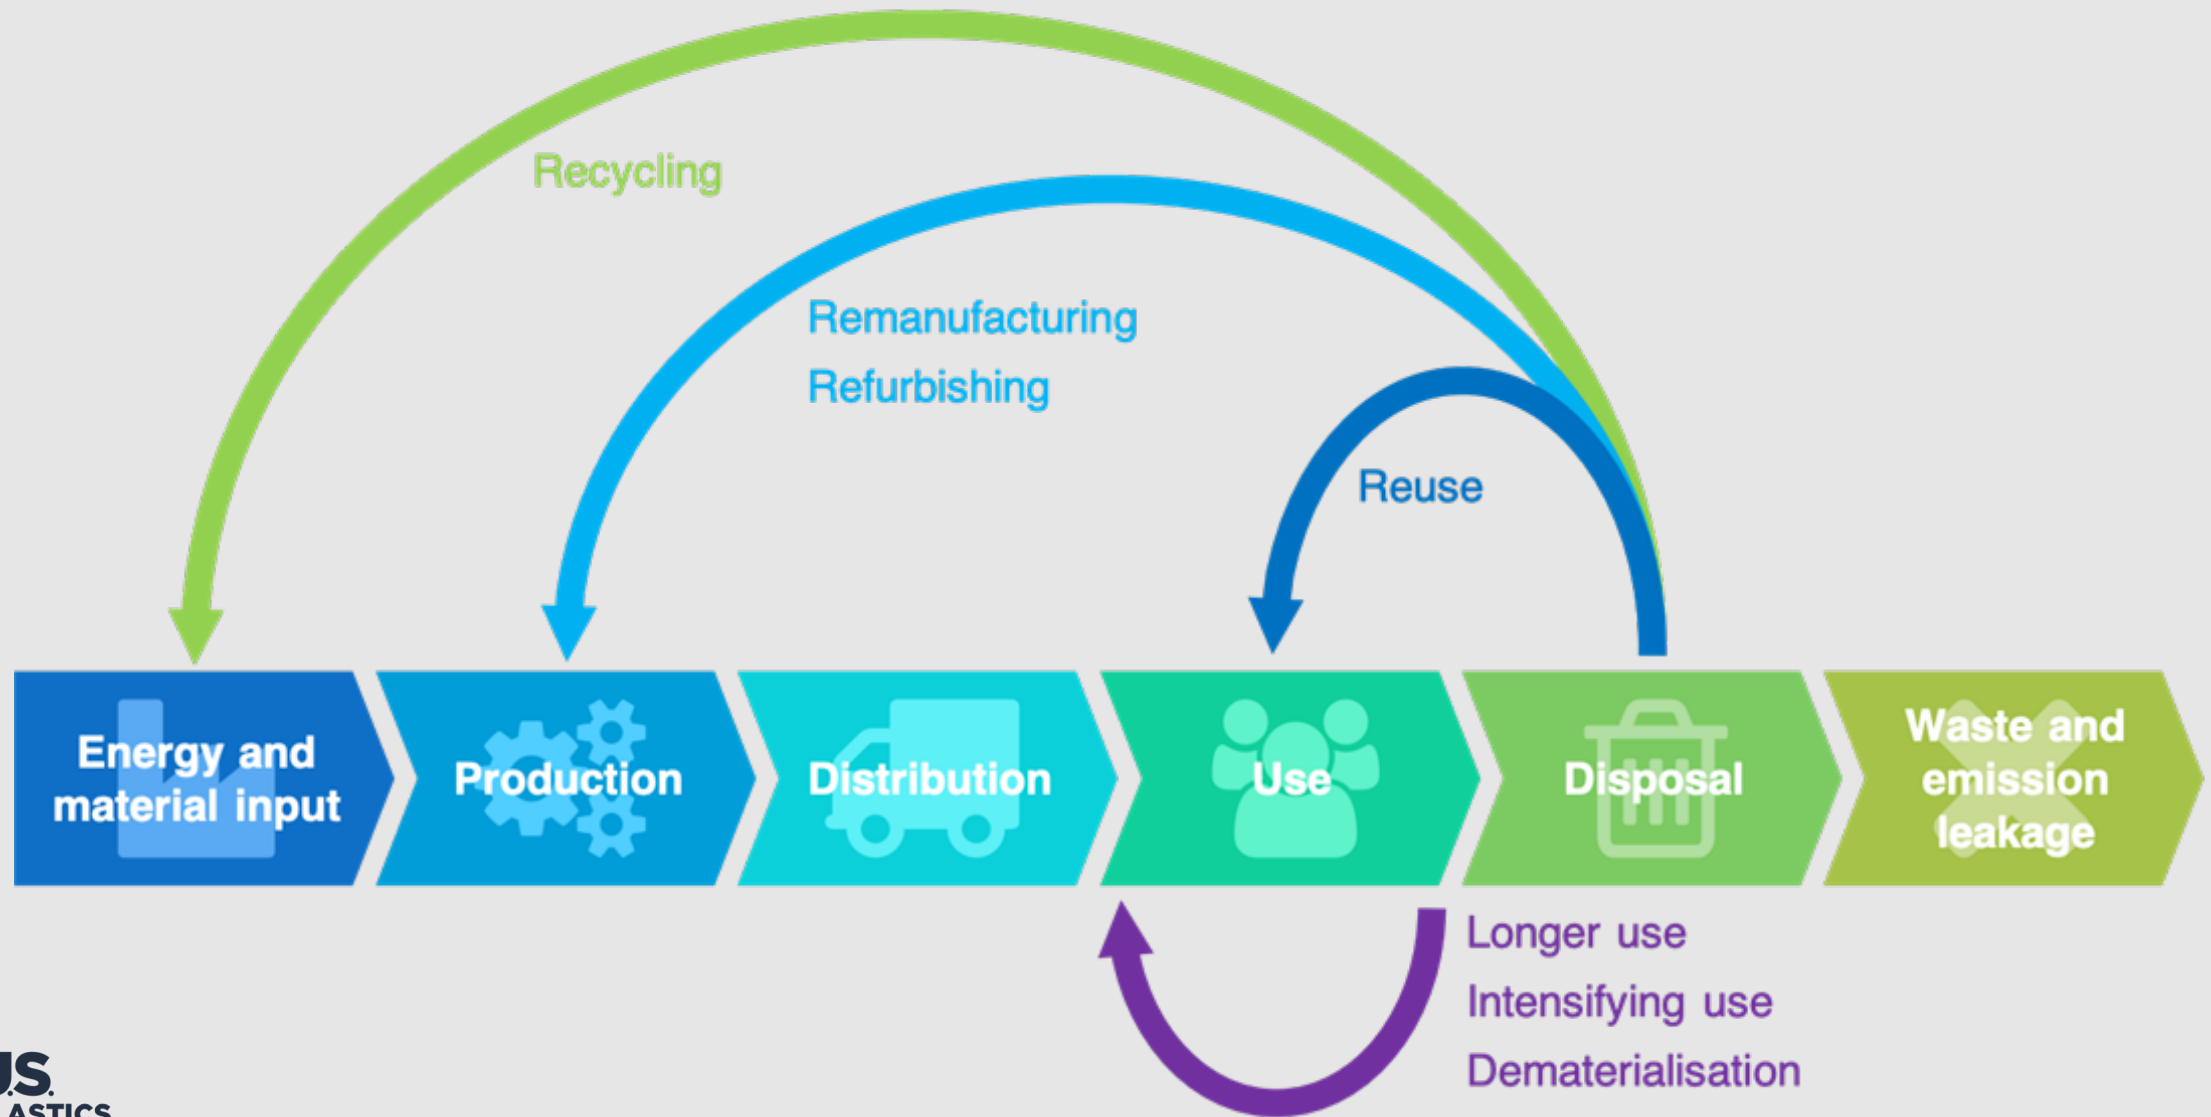 Recycling
Remanufacturing
Refurbishing
Reuse
Energy and
material input
Production
Distribution
Use
Disposal
Waste and
emission
leakage
Longer use
Intensifying use
Dematerialisation